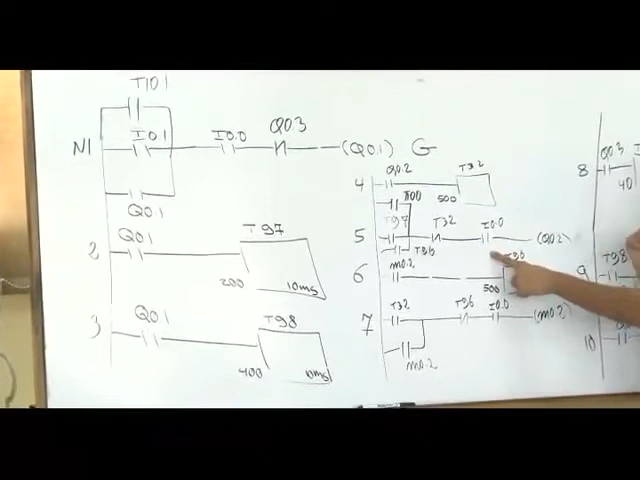 T101
I0.1
N1
I0.0
Q0.3
(Q0.1) G
Q0.1
2
Q0.1
T97
200
10ms
3
Q0.1
T98
400
10ms
4
Q0.2
T32
500
T97
5
T32
I0.0
(Q0.2)
T96
6
M0.2
500
7
T32
T96
I0.0
(M0.2)
M0.2
8
Q0.3
40
9
T98
10